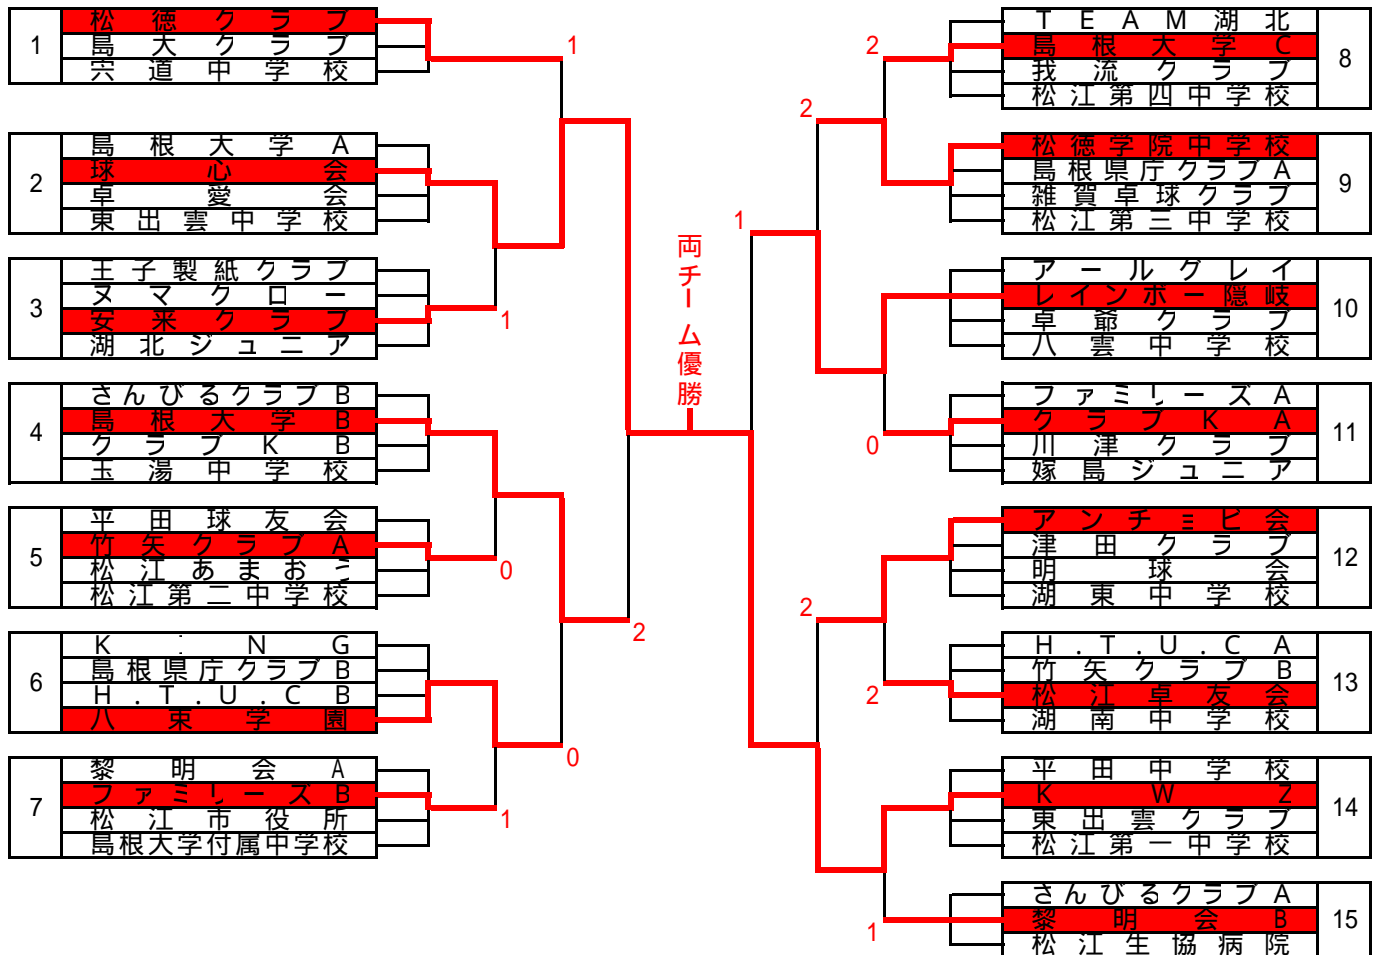 1
松徳クラブ
島大クラブ
宍道中学校
2
島根大学A
球心会
卓愛会
東出雲中学校
3
王子製紙クラブ
ヌマクロー
安来クラブ
湖北ジュニア
4
さんびるクラブB
島根大学B
クラブKB
玉湯中学校
5
平田球友会
竹矢クラブA
松江あまお
松江第二中学校
6
K NG
島根県庁クラブB
H.T.U.CB
八束学園
7
黎明会A
ファミリーズB
松江市役所
島根大学付属中学校
1
1
0
2
0
1
両チーム優勝
2
2
1
0
2
2
1
TEAM湖北
島根大学C
我流クラブ
松江第四中学校
8
松徳学院中学校
島根県庁クラブA
雑賀卓球クラブ
松江第三中学校
9
アールグレイ
レインボー隠岐
卓爺クラブ
八雲中学校
10
ファミリーズA
クラブKA
川津クラブ
嫁島ジュニア
11
アンチミピ会
津田クラブ
明球会
湖東中学校
12
H.T.U.CA
竹矢クラブB
松江卓友会
湖南中学校
13
平田中学校
KWZ
東出雲クラブ
松江第一中学校
14
さんびるクラブA
黎明会B
松江生協病院
15